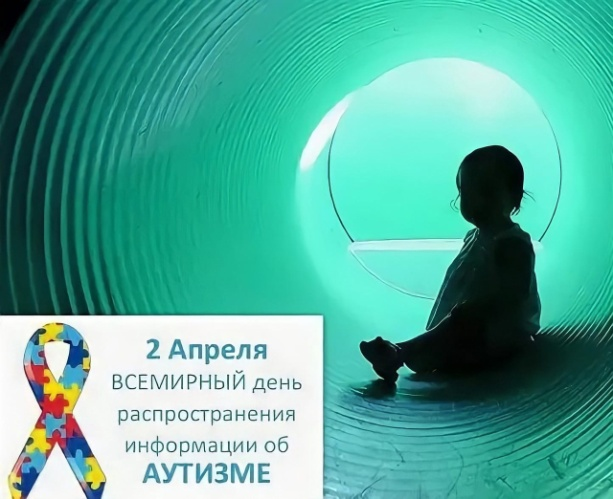 2 Апреля
ВСЕМИРНЫЙ день
распространения
информации об
АУТИЗМЕ